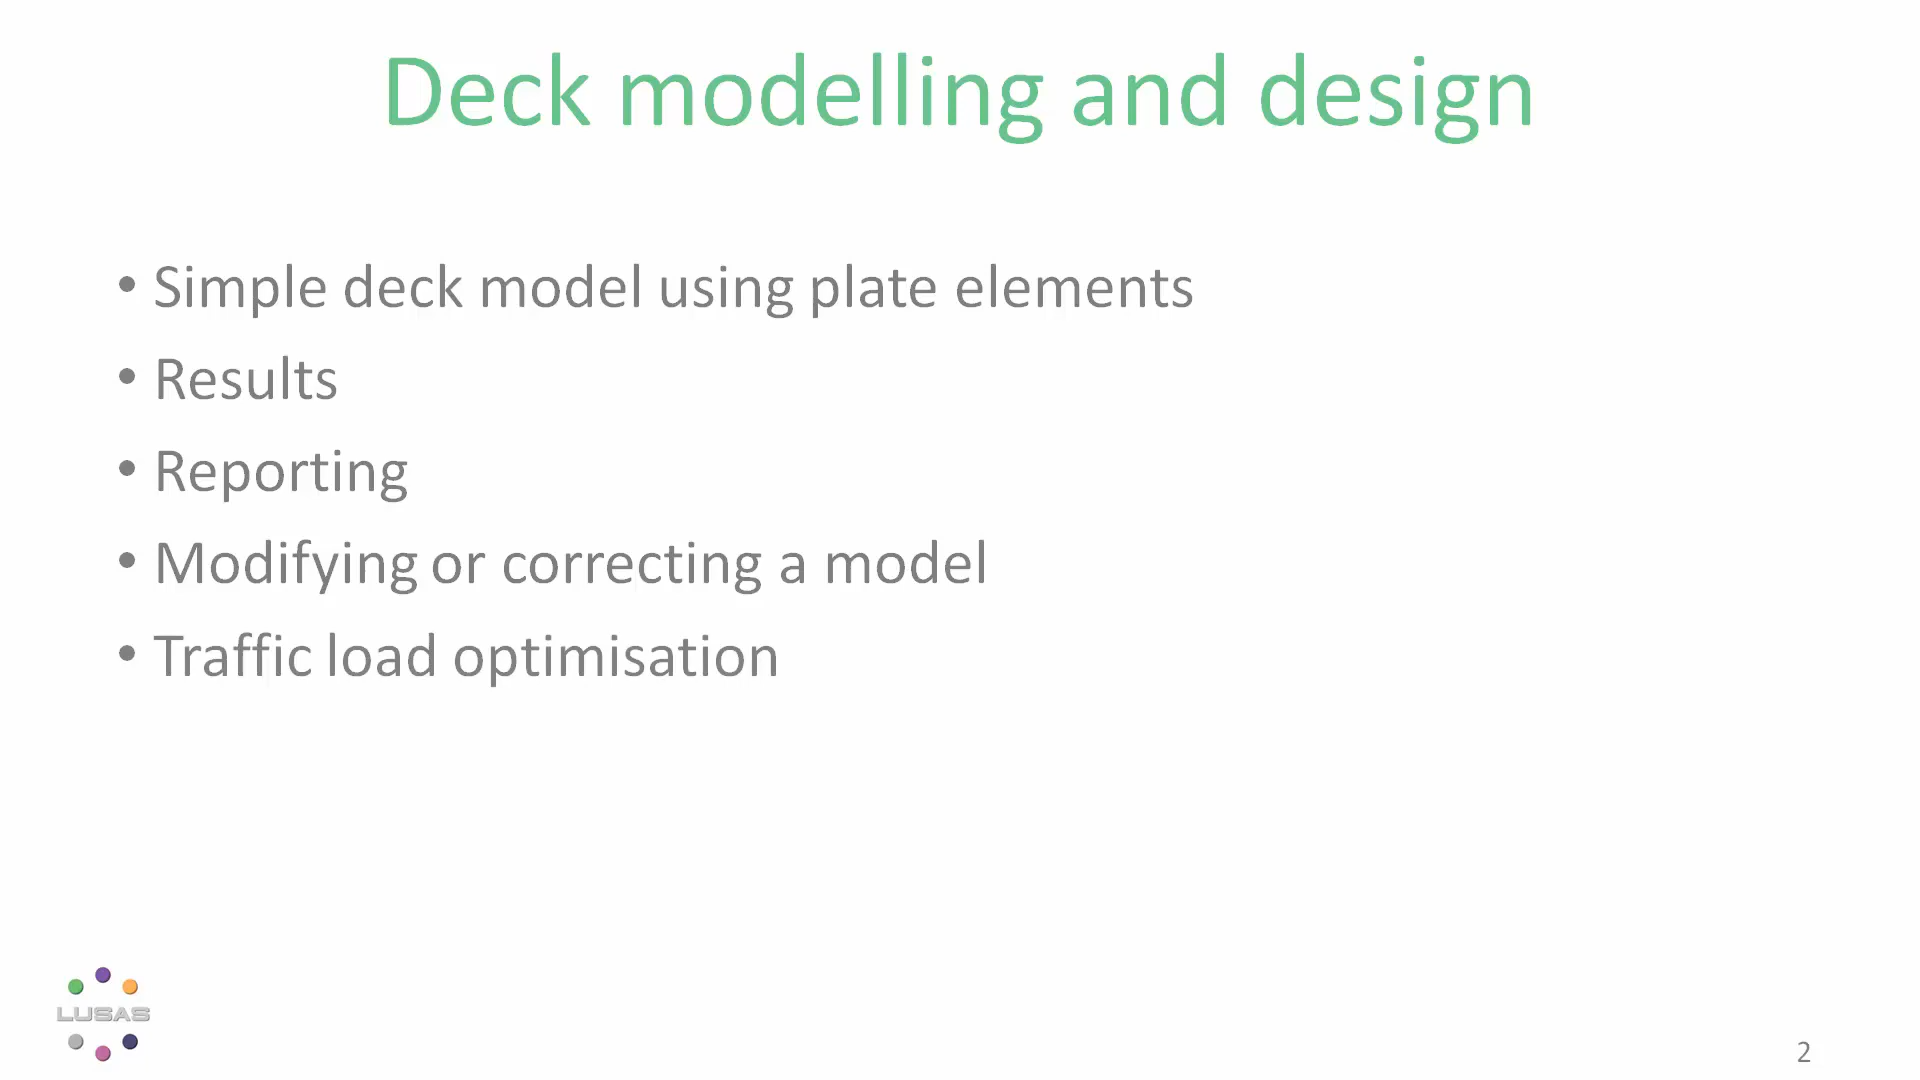 Deck modelling and design
• Simple deck model using plate elements
• Results
• Reporting
• Modifying or correcting a model
• Traffic load optimisation
LUSAS
2